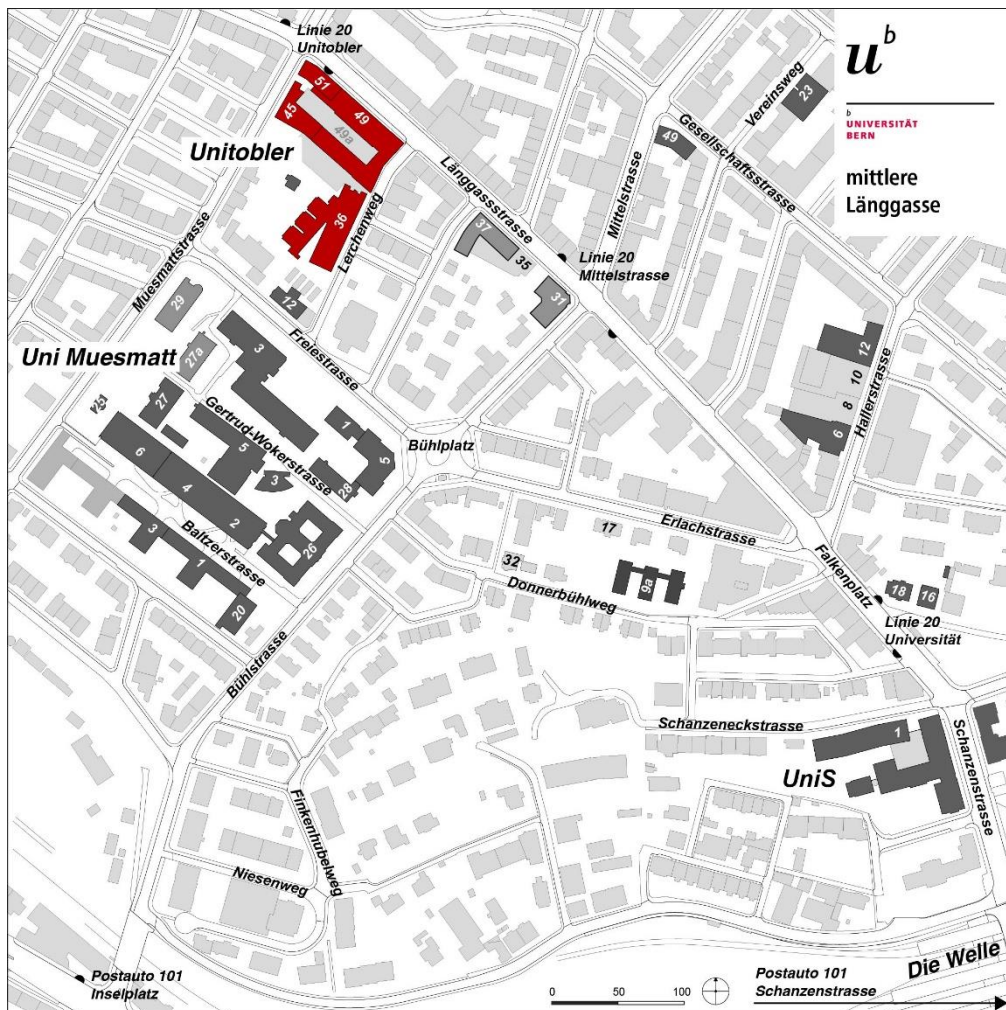 Linie 20
Unitobler
u^b
b
UNIVERSITÄT
BERN
mittlere
Länggasse
Vereinsweg
23
51
49
45
49a
Unitobler
49
Gesellschaftsstrasse
Länggassstrasse
Mittelstrasse
36
Lerchenweg
37
35
Linie 20
Mittelstrasse
31
Muesmattstrasse
29
12
Freiestrasse
Uni Muesmatt
27a
3
12
10
8
6
Hallerstrasse
25
27
Gertrud-Wokerstrasse
1
5
Bühlplatz
5
3
28
6
4
2
26
Baltzerstrasse
3
1
20
Erlachstrasse
17
32
9a
Donnerbühlweg
Falkenplatz
18
16
Linie 20
Universität
Bühlstrasse
Schanzeneckstrasse
1
UniS
Schanzenstrasse
Finkenhubelweg
Niesenweg
Die Welle
Postauto 101
Inselplatz
0 50 100
Postauto 101
Schanzenstrasse